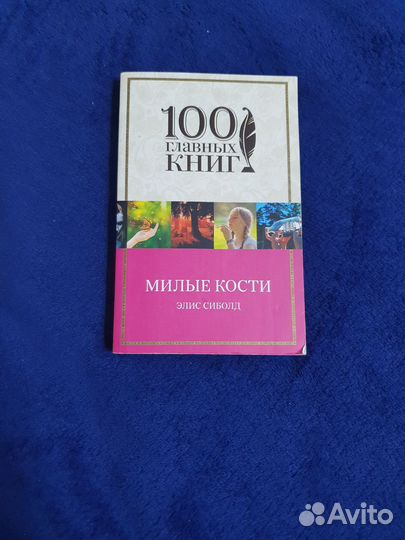 100
главных
КНИГ
МИЛЫЕ КОСТИ
ЭЛИС СИБОЛД
Avito